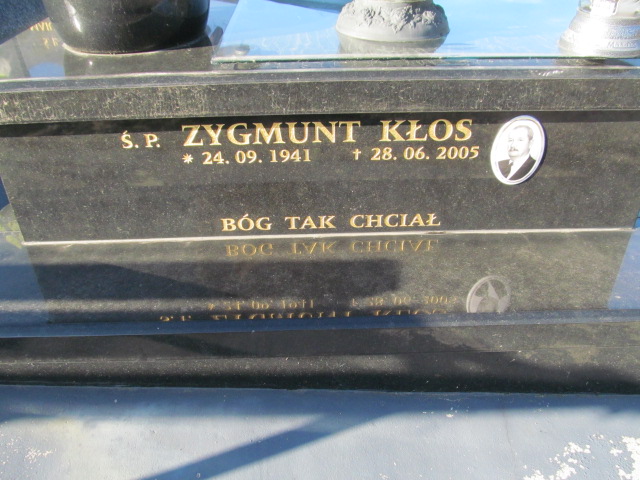 Ś. P. ZYGMUNT KŁOS
* 24. 09. 1941 † 28. 06. 2005
BÓG TAK CHCIAŁ